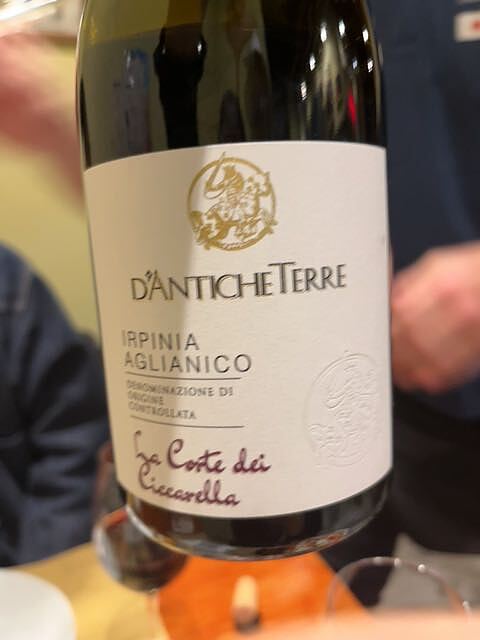 D'ANTICHE TERRE
IRPINIA
AGLIANICO
DENOMINAZIONE DI
ORIGINE
CONTROLLATA
La Corte dei
Ciccarella